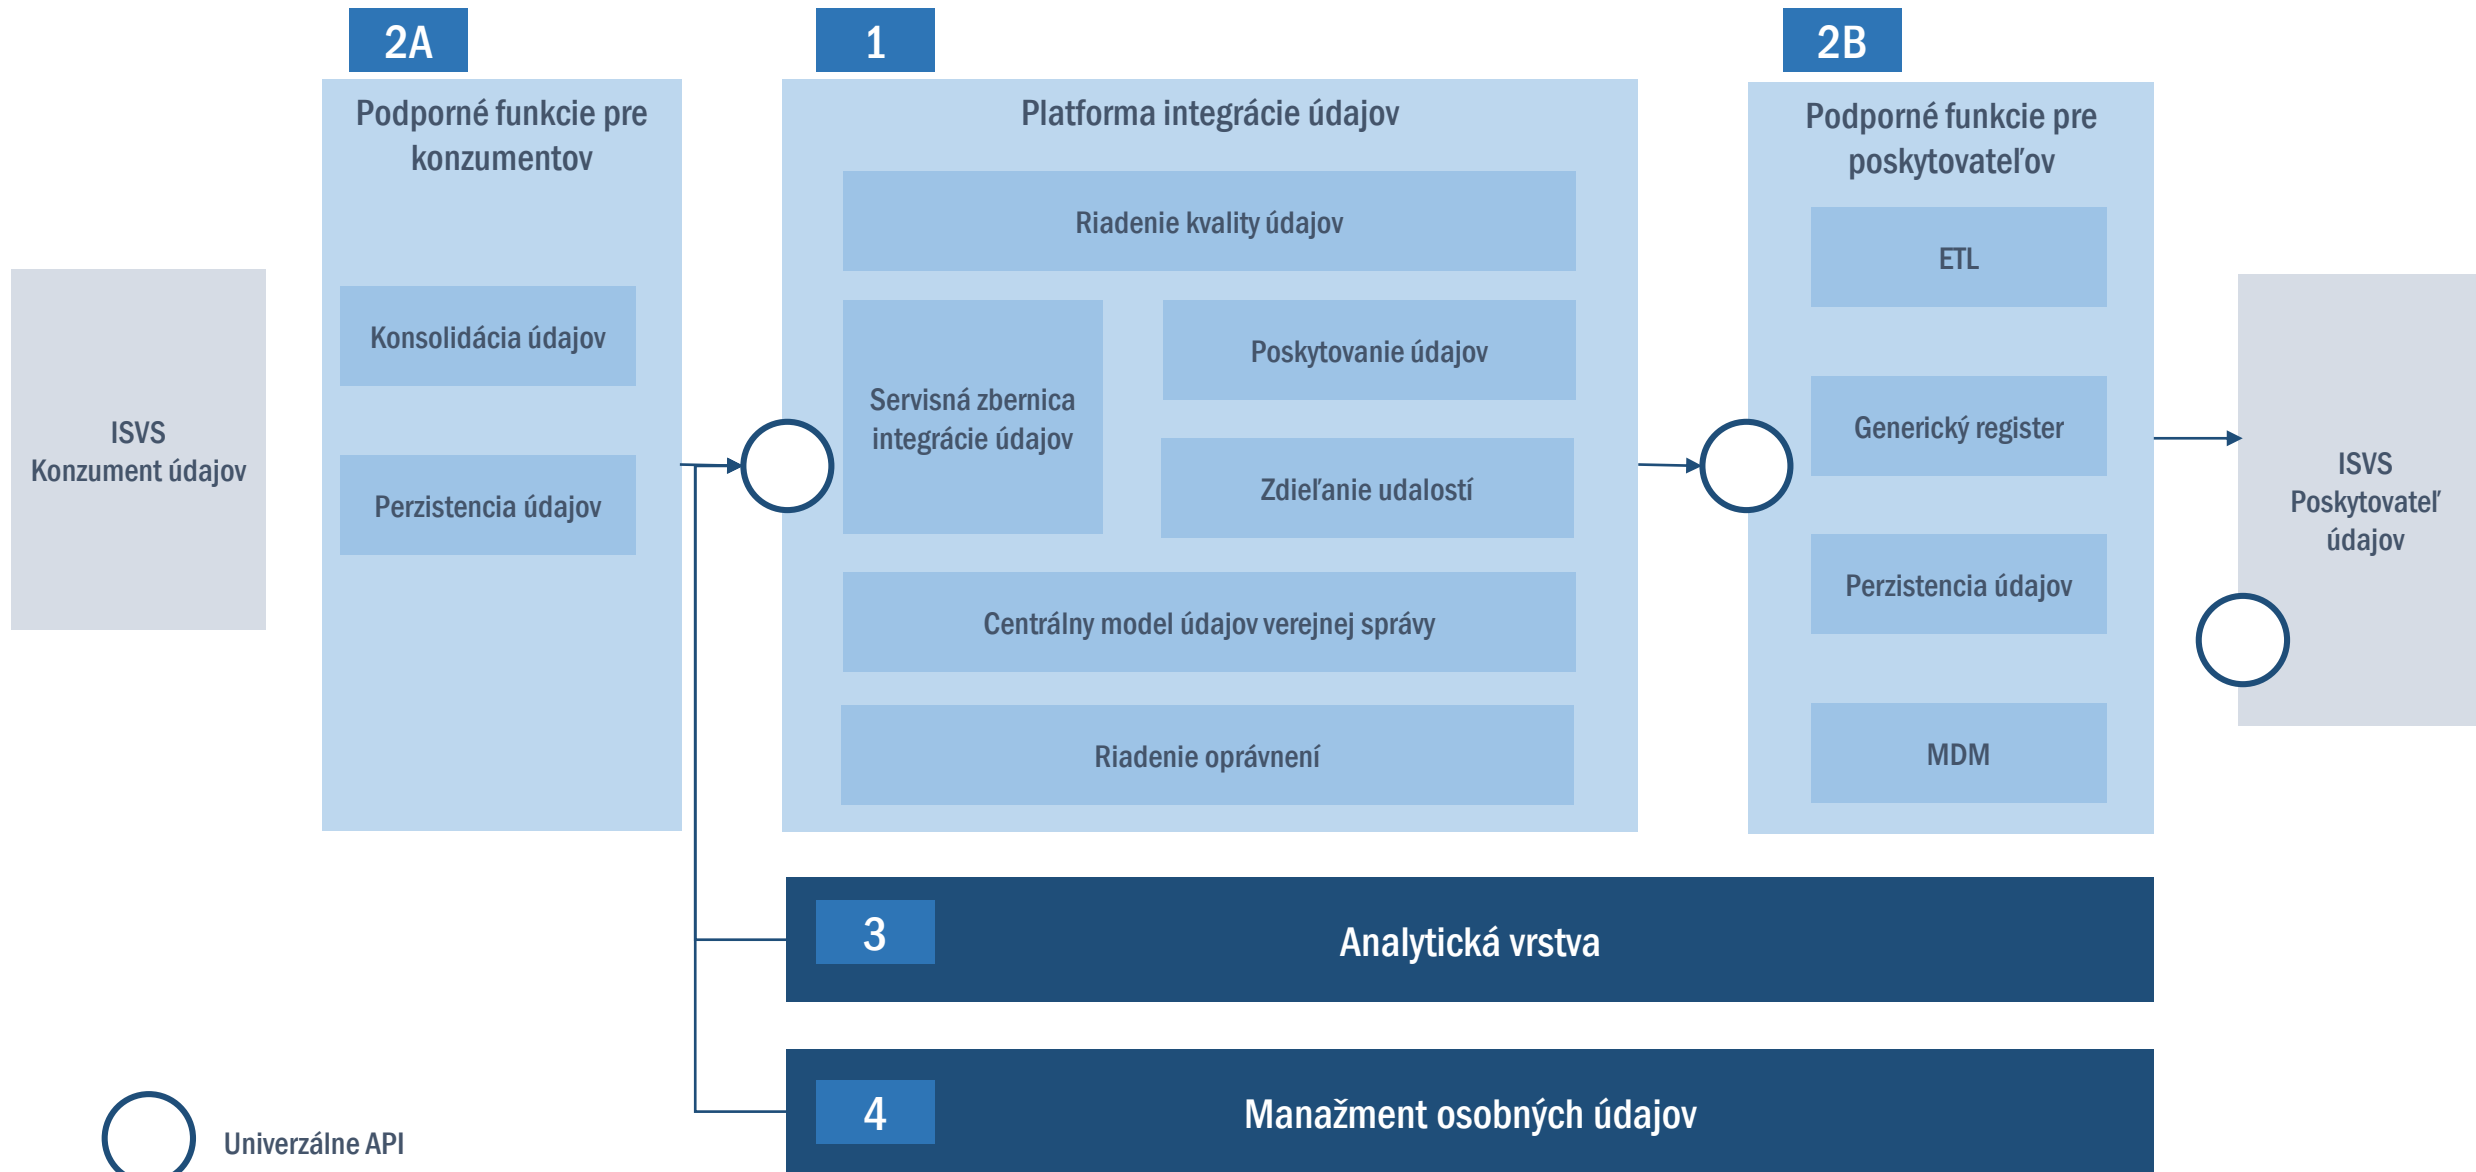 2A
1
2B
Podporné funkcie pre
konzumentov
Platforma integrácie údajov
Podporné funkcie pre
poskytovateľov
Riadenie kvality údajov
ETL
Konsolidácia údajov
Poskytovanie údajov
Servisná zbernica
integrácie údajov
Generický register
ISVS
Konzument údajov
ISVS
Poskytovateľ
údajov
Perzistencia údajov
Zdieľanie udalostí
Perzistencia údajov
Centrálny model údajov verejnej správy
Riadenie oprávnení
MDM
3
Analytická vrstva
4
Manažment osobných údajov
Univerzálne API